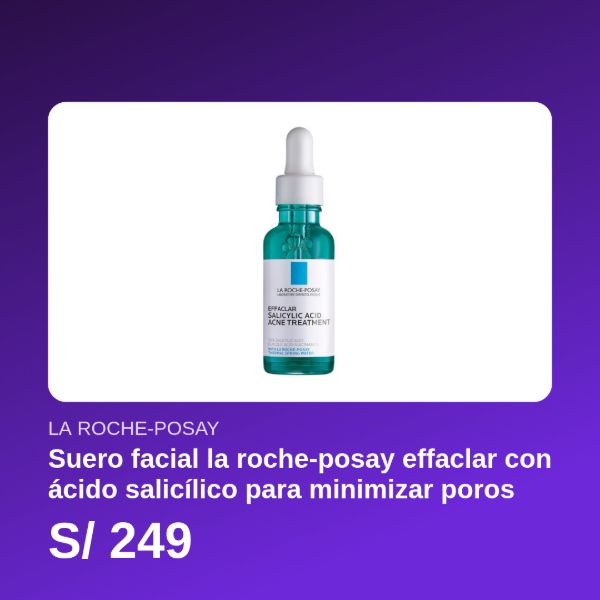 LA ROCHE-POSAY
EFFACLAR
SALICYLIC ACID
ACNE TREATMENT
LA ROCHE-POSAY
Suero facial la roche-posay effaclar con
ácido salicílico para minimizar poros
S/ 249